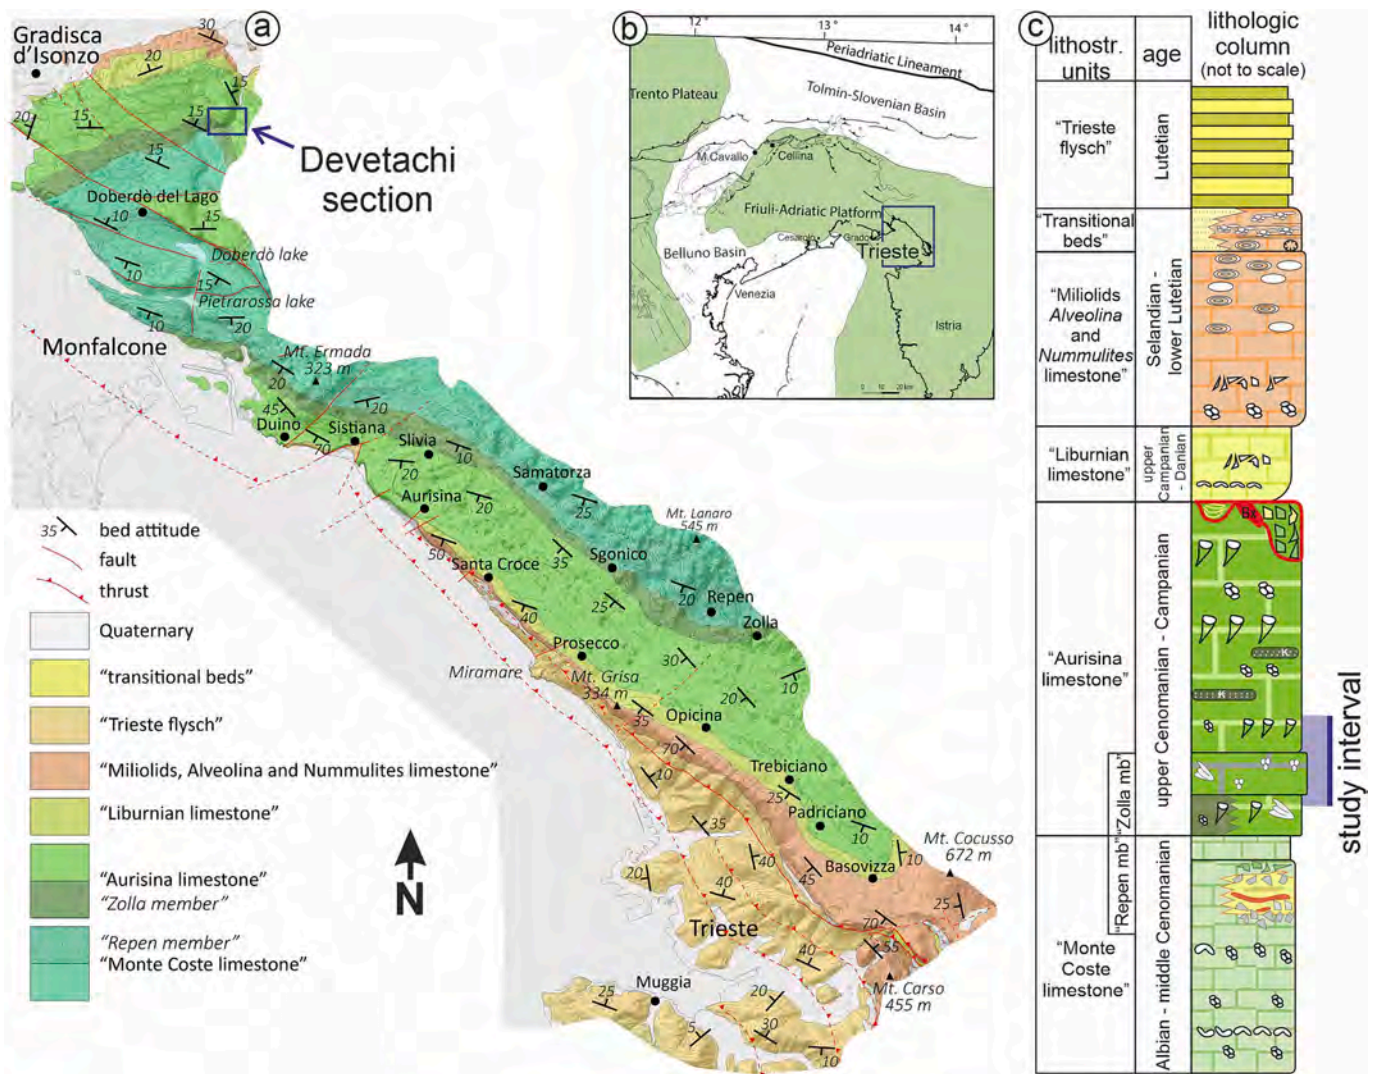 a
Gradisca
d’Isonzo
30
20
15
20
15
15
15
Devetachi
section
Doberdò del Lago
10
15
Doberdò lake
10
15
Pietrarossa lake
10
20
Monfalcone
Mt. Ermada
323 m
20
20
45
Duino
70
Sistiana
Slivia
10
20
Samatorza
Aurisina
20
25
Mt. Lanaro
545 m
50
Santa Croce
35
Sgonico
20
Repen
25
40
Zolla
Prosecco
30
Miramare
Mt. Grisa
334 m
10
20
35
Opicina
70
10
Trebiciano
25
Padriciano
10
35
Mt. Cocusso
672 m
10
40
45
Basovizza
20
40
25
Trieste
70
55
40
Mt. Carso
455 m
Muggia
25
20
5
30
10
35
bed attitude
fault
thrust
Quaternary
“transitional beds”
“Trieste flysch”
“Miliolids, Alveolina and Nummulites limestone”
“Liburnian limestone”
“Aurisina limestone”
“Zolla member”
“Repen member”
“Monte Coste limestone”
N
b
12°
13°
14°
Periadriatic Lineament
Trento Plateau
Tolmin-Slovenian Basin
M.Cavallo
Cellina
Friuli-Adriatic Platform
Cesarolo
Grado
Trieste
Belluno Basin
Venezia
Istria
0 10 20 km
c
lithostr.
units
age
lithologic
column
(not to scale)
“Trieste
flysch”
Lutetian
“Transitional
beds”
“Miliolids
Alveolina
and
Nummulites
limestone”
Selandian -
lower Lutetian
“Liburnian
limestone”
upper
Campanian
- Danian
Bx
“Aurisina
limestone”
upper Cenomanian - Campanian
K
K
“Zolla mb”
study interval
“Repen mb”
“Monte
Coste
limestone”
Albian - middle Cenomanian